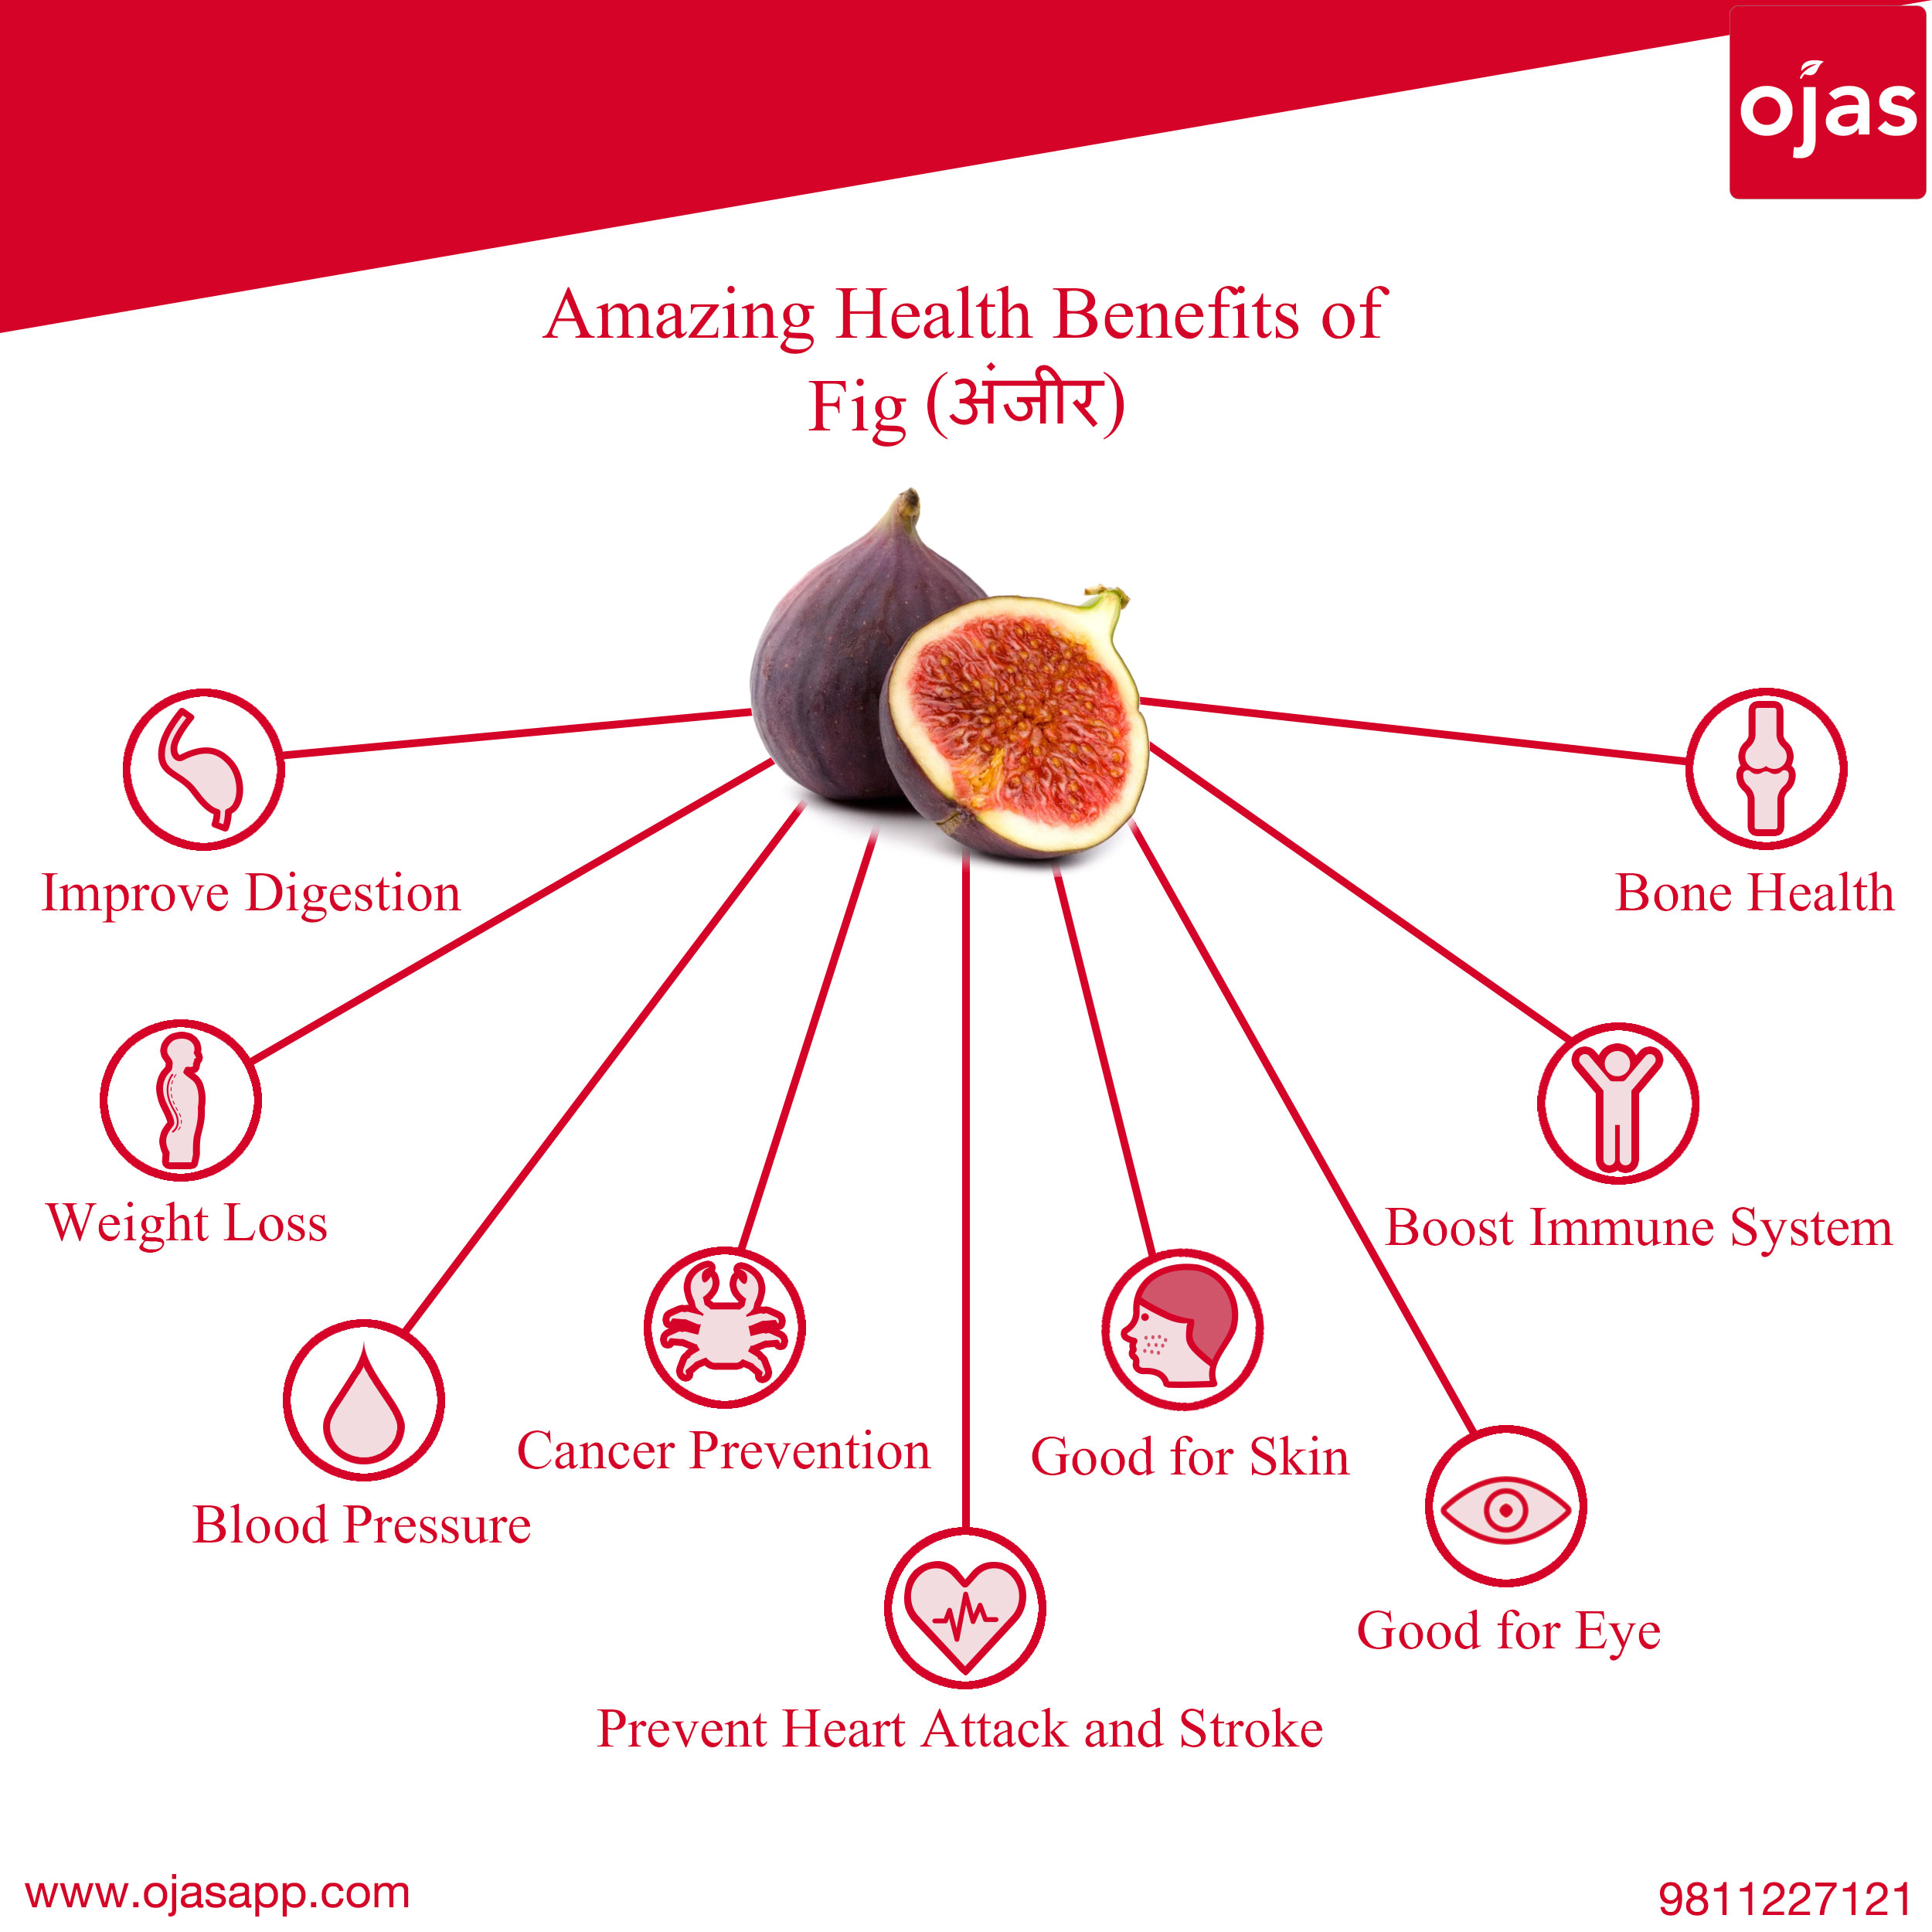 ojas
Amazing Health Benefits of
Fig (अंजीर)
Improve Digestion
Bone Health
Weight Loss
Boost Immune System
Blood Pressure
Cancer Prevention
Good for Skin
Good for Eye
Prevent Heart Attack and Stroke
www.ojasapp.com
9811227121